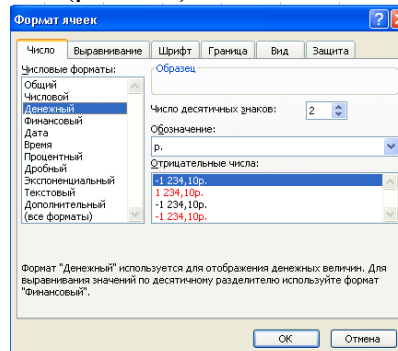 Формат ячеек
Число Выравнивание Шрифт Граница Вид Защита
Числовые форматы:
Общий
Числовой
Денежный
Финансовый
Дата
Время
Процентный
Дробный
Экспоненциальный
Текстовый
Дополнительный
(все форматы)
Образец
Число десятичных знаков: 2
Обозначение:
р.
Отрицательные числа:
-1 234,10р.
1 234,10р.
-1 234,10р.
-1 234,10р.
Формат "Денежный" используется для отображения денежных величин. Для
выравнивания значений по десятичному разделителю используйте формат
"Финансовый".
ОК Отмена